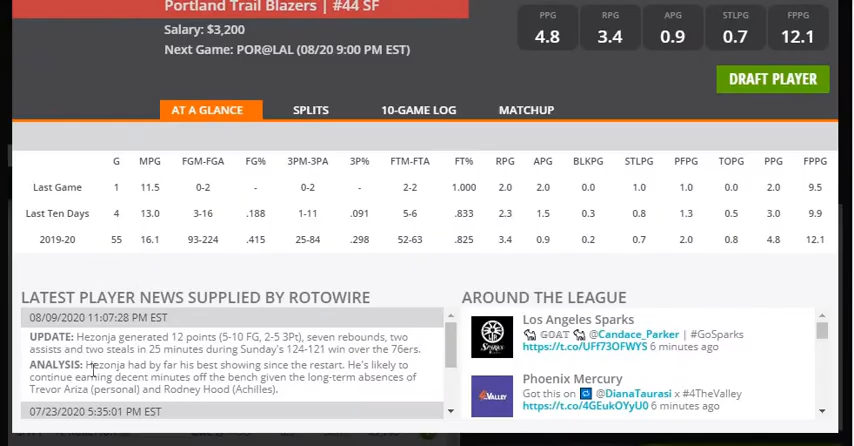 Portland Trail Blazers | #44 SF
Salary: $3,200
Next Game: POR@LAL (08/20 9:00 PM EST)
PPG RPG APG STLPG FPPG
4.8 3.4 0.9 0.7 12.1
DRAFT PLAYER
AT A GLANCE SPLITS 10-GAME LOG MATCHUP
G MPG FGM-FGA FG% 3PM-3PA 3P% FTM-FTA FT% RPG APG BLKPG STLPG PFPG TOPG PPG FPPG
Last Game 1 11.5 0-2 - 0-2 - 2-2 1.000 2.0 2.0 0.0 1.0 1.0 0.0 2.0 9.5
Last Ten Days 4 13.0 3-16 .188 1-11 .091 5-6 .833 2.3 1.5 0.3 0.8 1.3 0.5 3.0 9.9
2019-20 55 16.1 93-224 .415 25-84 .298 52-63 .825 3.4 0.9 0.2 0.7 2.0 0.8 4.8 12.1
LATEST PLAYER NEWS SUPPLIED BY ROTOWIRE
08/09/2020 11:07:28 PM EST
UPDATE: Hezonja generated 12 points (5-10 FG, 2-5 3Pt), seven rebounds, two
assists and two steals in 25 minutes during Sunday's 124-121 win over the 76ers.
ANALYSIS: Hezonja had by far his best showing since the restart. He's likely to
continue earning decent minutes off the bench given the long-term absences of
Trevor Ariza (personal) and Rodney Hood (Achilles).
07/23/2020 5:35:01 PM EST
AROUND THE LEAGUE
Los Angeles Sparks
🐐 GOAT 🐐 @Candace_Parker | #GoSparks
https://t.co/UFf73OFWYS 6 minutes ago
SPARKS
Phoenix Mercury
Got this on 🔁 @DianaTaurasi x #4TheValley
https://t.co/4GEukOYyU0 6 minutes ago
4VALLEY